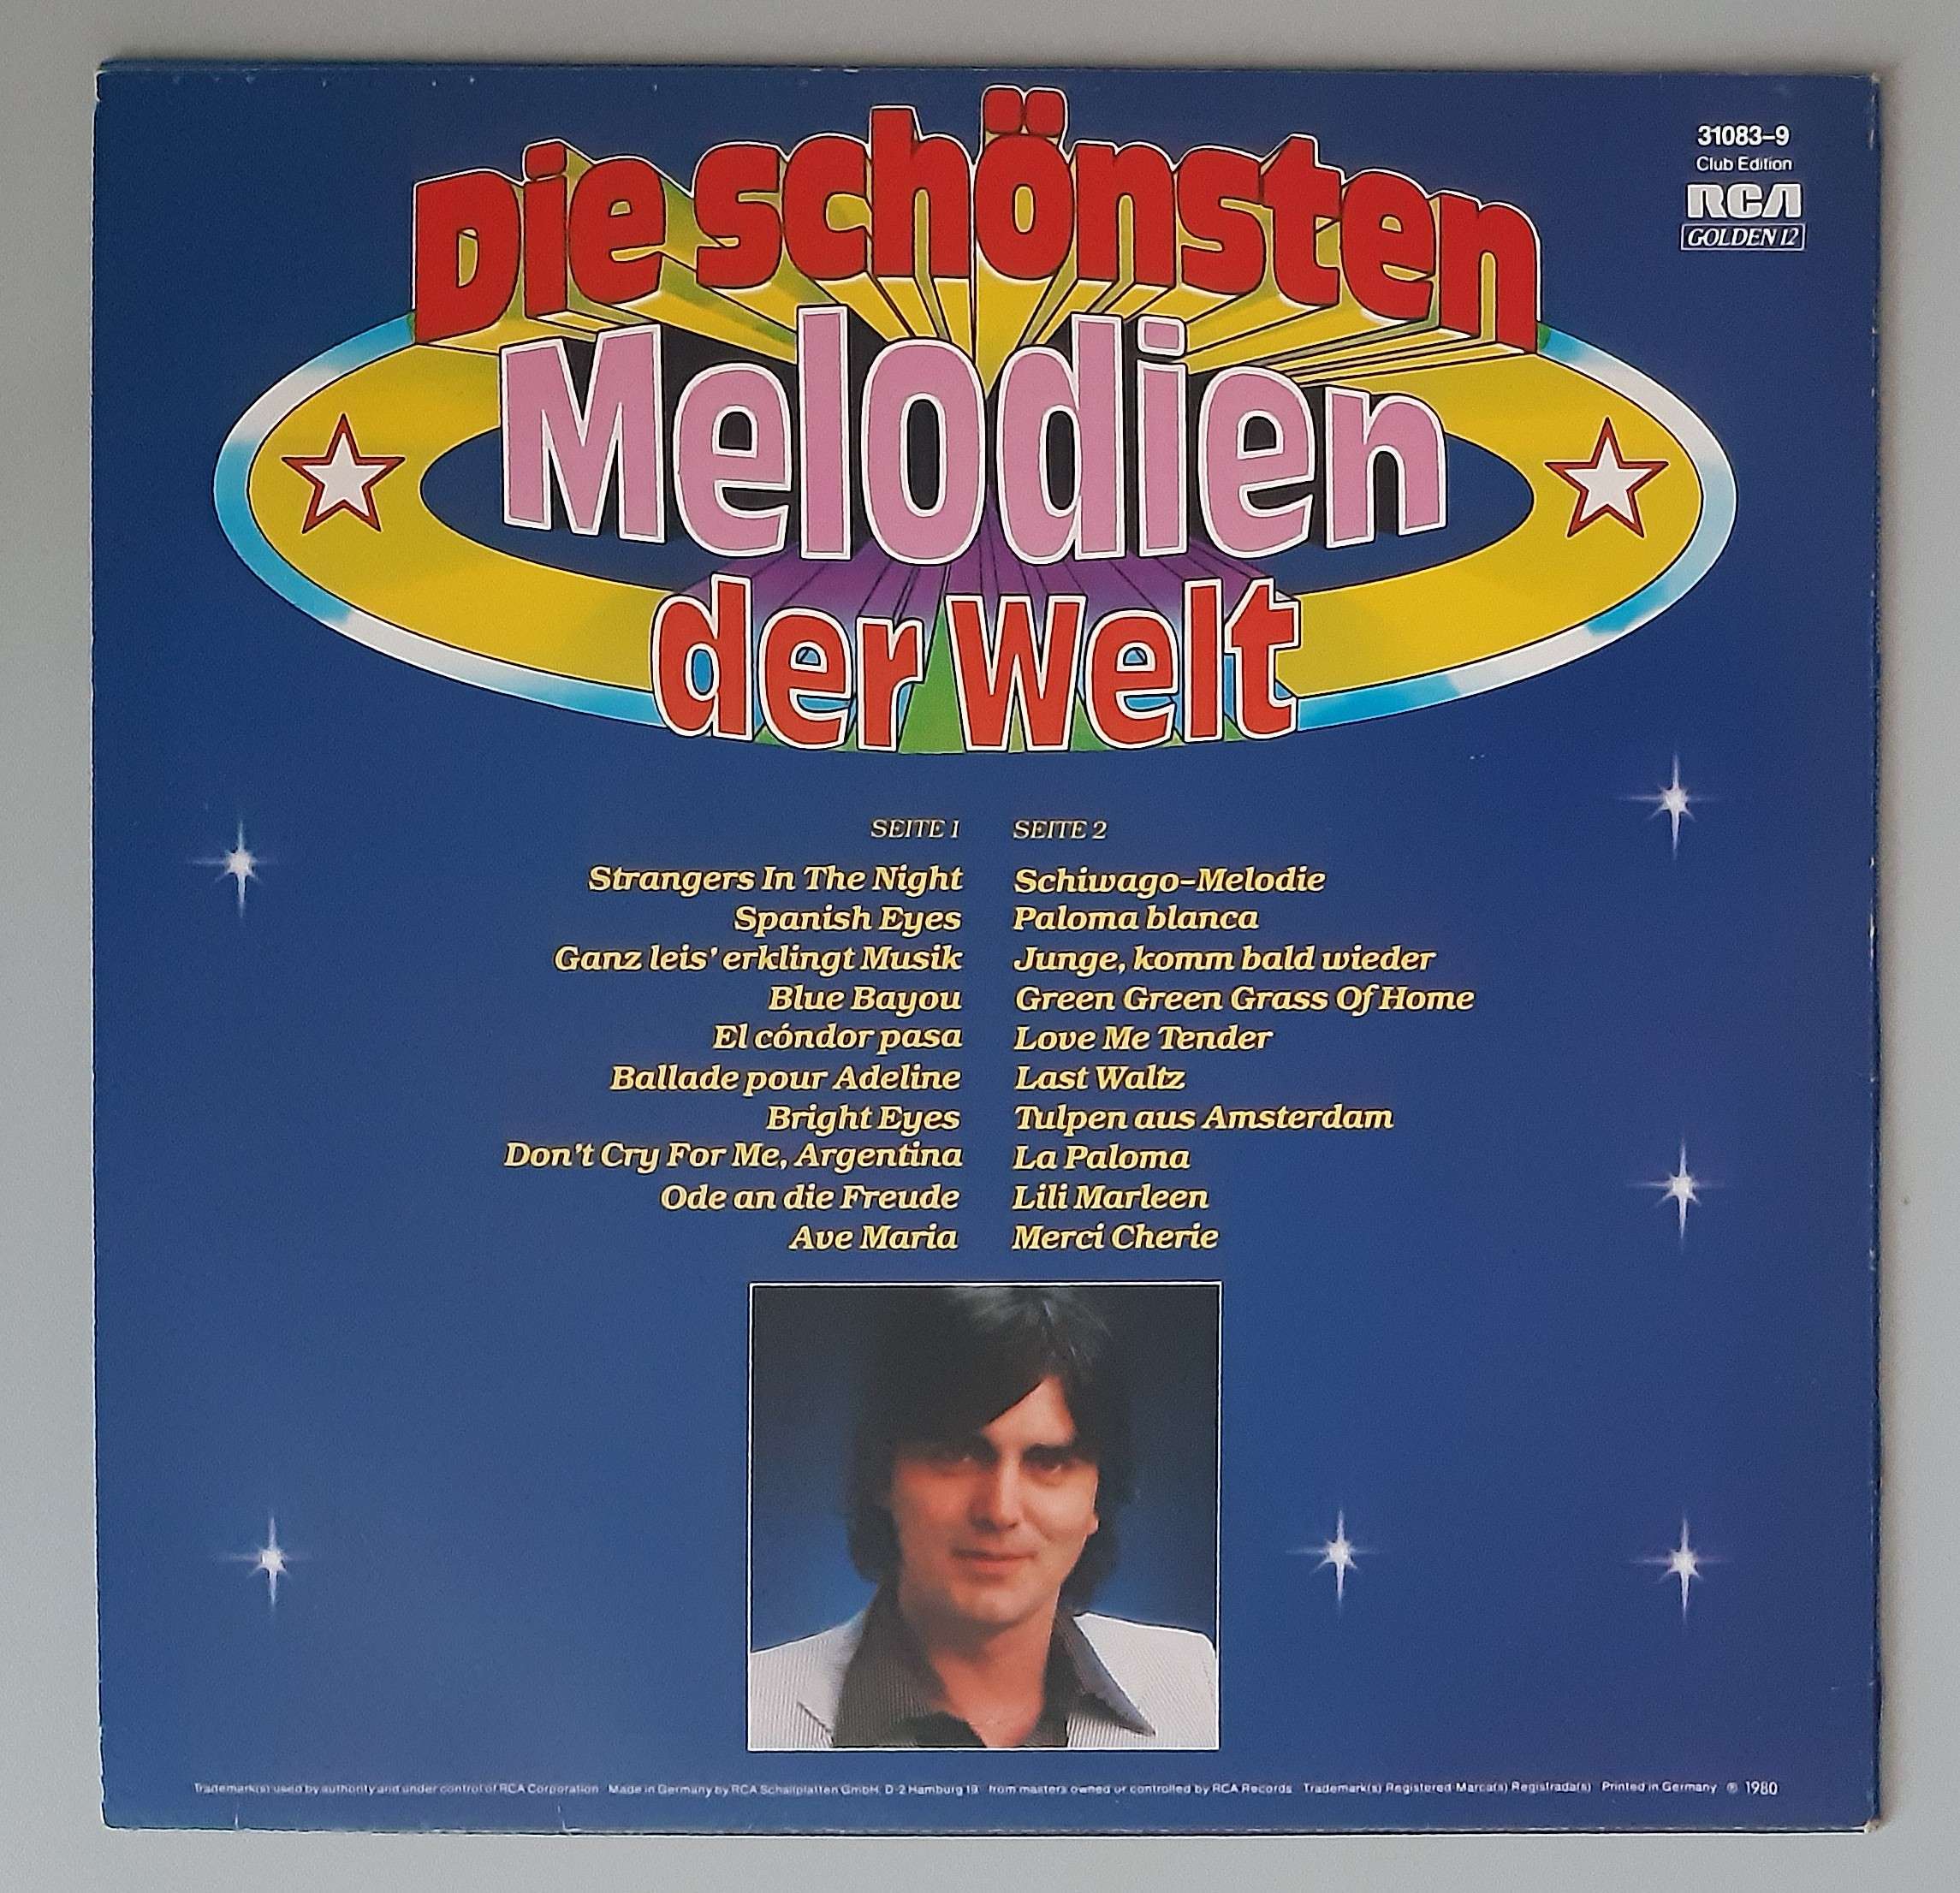 Die schönsten
Melodien
der Welt
31083-9
Club Edition
RCA
GOLDEN 12
SEITE 1
Strangers In The Night
Spanish Eyes
Ganz leis' erklingt Musik
Blue Bayou
El cóndor pasa
Ballade pour Adeline
Bright Eyes
Don't Cry For Me, Argentina
Ode an die Freude
Ave Maria
SEITE 2
Schiwago-Melodie
Paloma blanca
Junge, komm bald wieder
Green Green Grass Of Home
Love Me Tender
Last Waltz
Tulpen aus Amsterdam
La Paloma
Lili Marleen
Merci Cherie
Trademark(s) used by authority and under control of RCA Corporation Made in Germany by RCA Schallplatten GmbH, D-2 Hamburg 19 from masters owned or controlled by RCA Records Trademark(s) Registered Marca(s) Registrada(s) Printed in Germany ℗ 1980